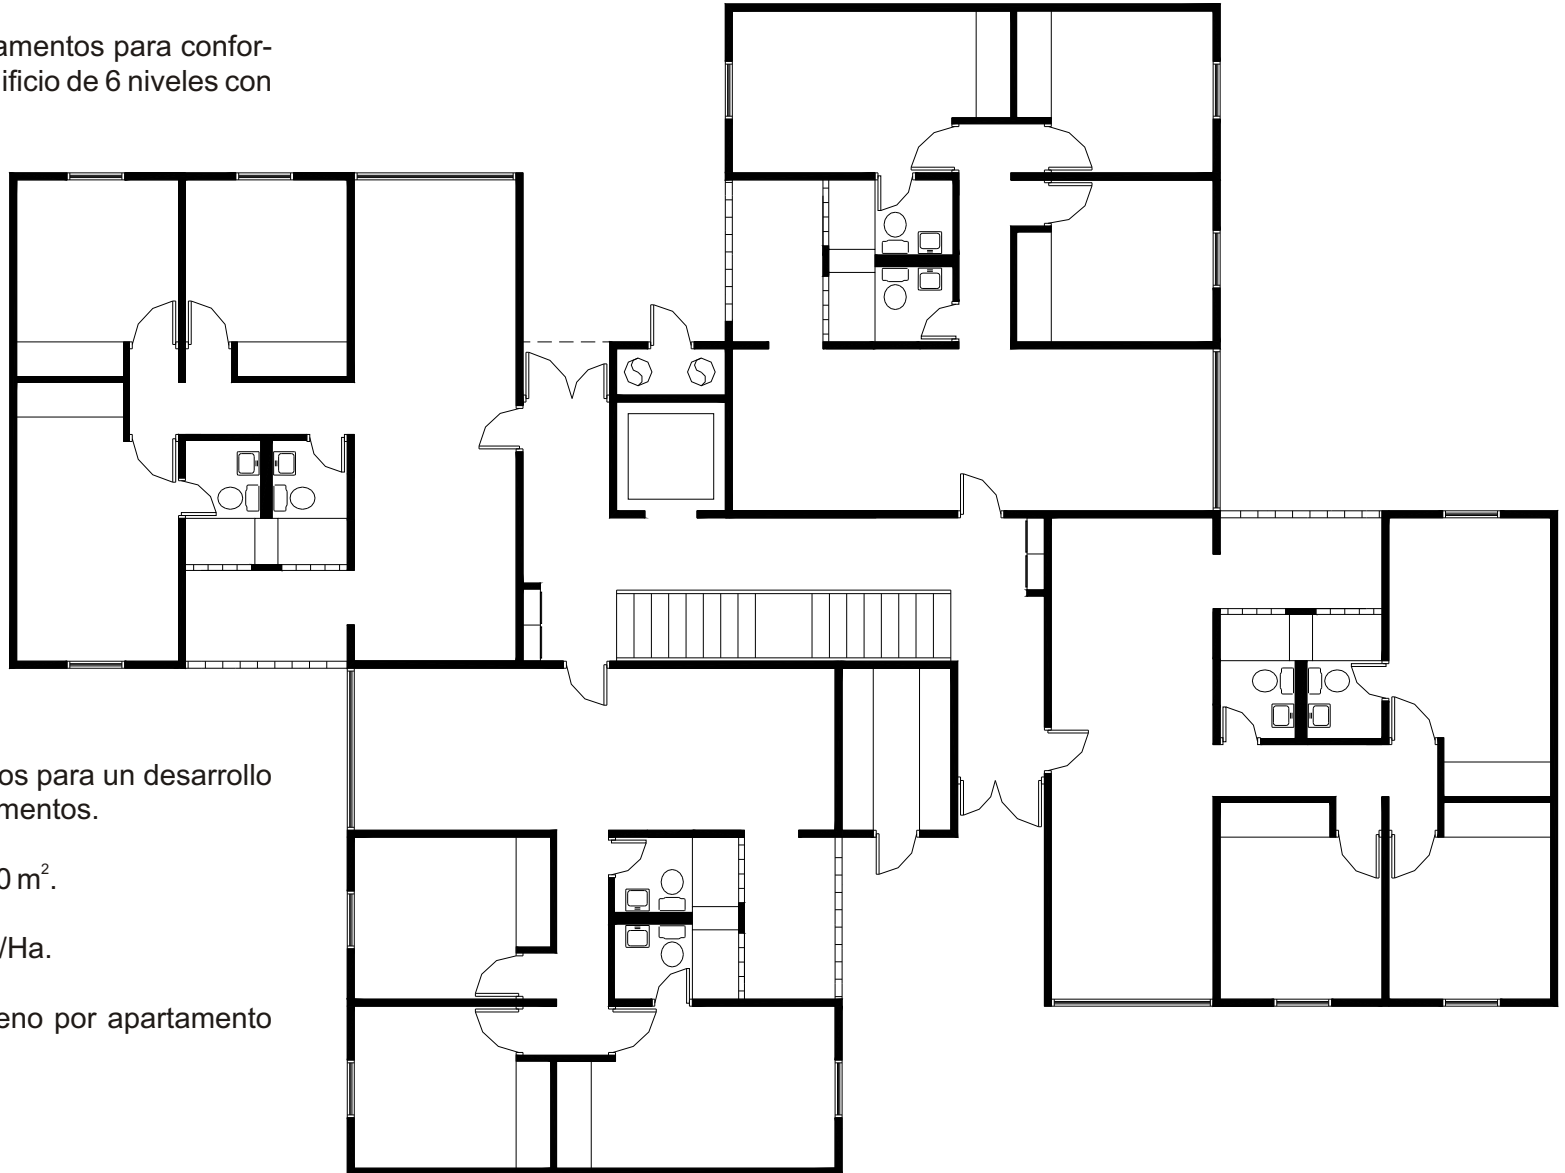 amentos para confor-
ificio de 6 niveles con
os para un desarrollo
mentos.
0 m².
/Ha.
eno por apartamento